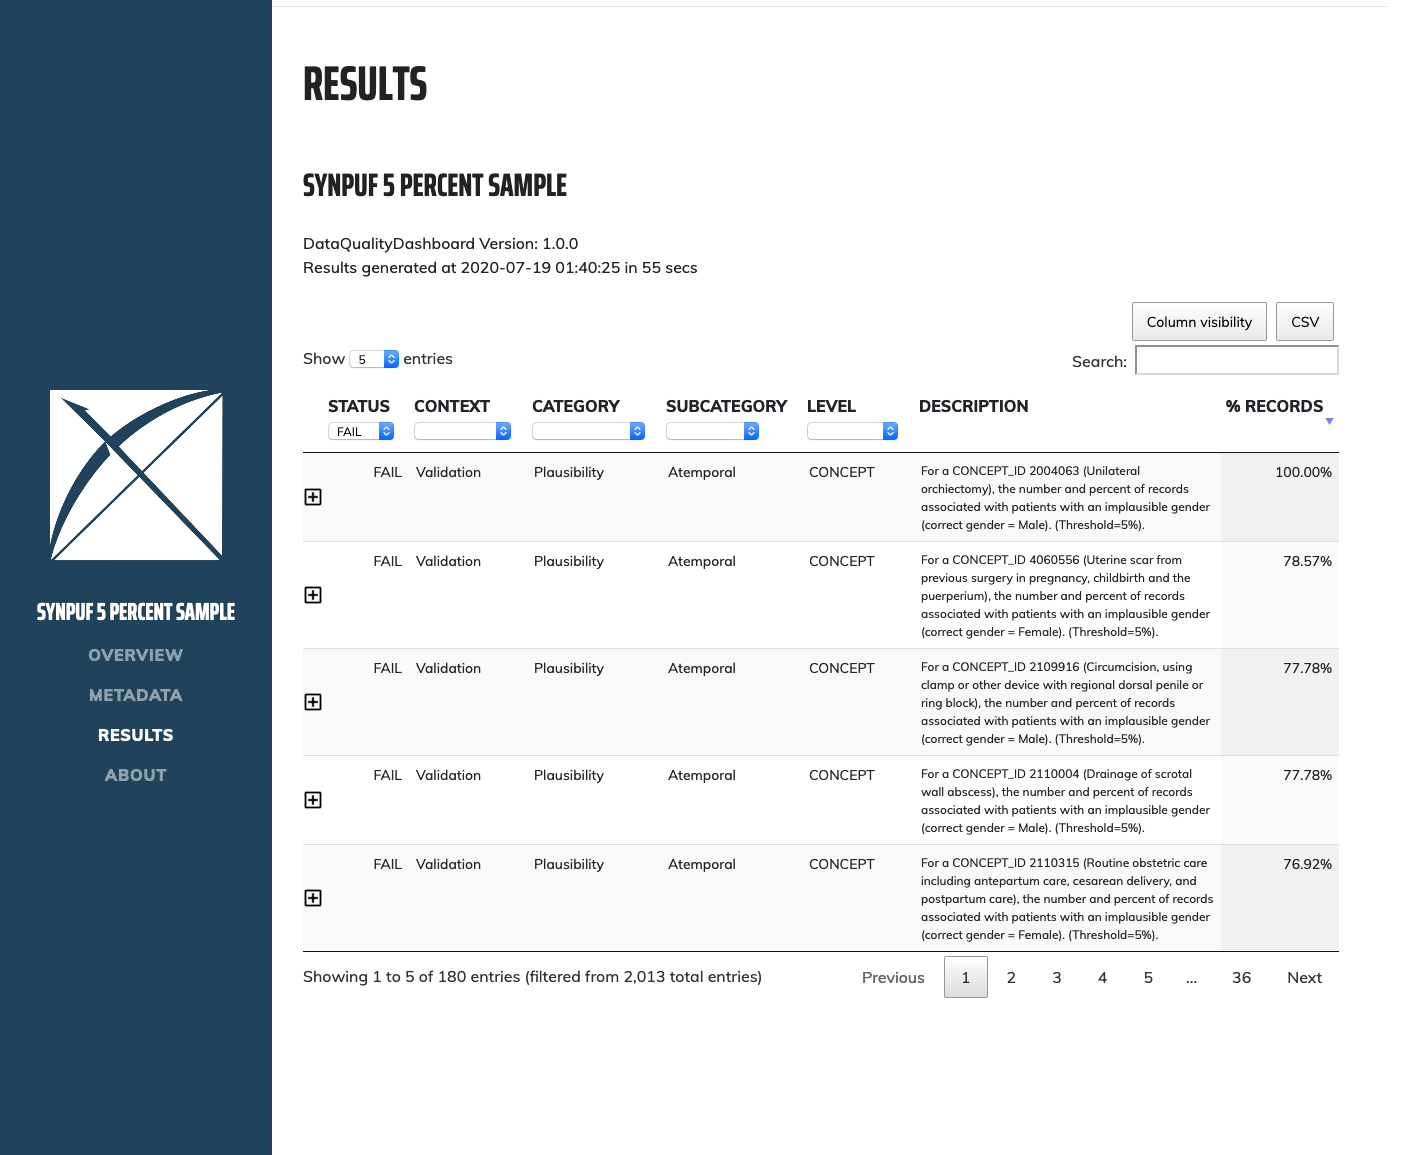 RESULTS
SYNPUF 5 PERCENT SAMPLE
DataQualityDashboard Version: 1.0.0
Results generated at 2020-07-19 01:40:25 in 55 secs
Column visibility CSV
Show 5 entries
Search:
STATUS CONTEXT CATEGORY SUBCATEGORY LEVEL DESCRIPTION % RECORDS
FAIL
FAIL Validation Plausibility Atemporal CONCEPT For a CONCEPT_ID 2004063 (Unilateral 100.00%
orchiectomy), the number and percent of records
associated with patients with an implausible gender
(correct gender = Male). (Threshold=5%).
FAIL Validation Plausibility Atemporal CONCEPT For a CONCEPT_ID 4060556 (Uterine scar from 78.57%
previous surgery in pregnancy, childbirth and the
puerperium), the number and percent of records
associated with patients with an implausible gender
(correct gender = Female). (Threshold=5%).
FAIL Validation Plausibility Atemporal CONCEPT For a CONCEPT_ID 2109916 (Circumcision, using 77.78%
clamp or other device with regional dorsal penile or
ring block), the number and percent of records
associated with patients with an implausible gender
(correct gender = Male). (Threshold=5%).
FAIL Validation Plausibility Atemporal CONCEPT For a CONCEPT_ID 2110004 (Drainage of scrotal 77.78%
wall abscess), the number and percent of records
associated with patients with an implausible gender
(correct gender = Male). (Threshold=5%).
FAIL Validation Plausibility Atemporal CONCEPT For a CONCEPT_ID 2110315 (Routine obstetric care 76.92%
including antepartum care, cesarean delivery, and
postpartum care), the number and percent of records
associated with patients with an implausible gender
(correct gender = Female). (Threshold=5%).
Showing 1 to 5 of 180 entries (filtered from 2,013 total entries) Previous 1 2 3 4 5 ... 36 Next
SYNPUF 5 PERCENT SAMPLE
OVERVIEW
METADATA
RESULTS
ABOUT